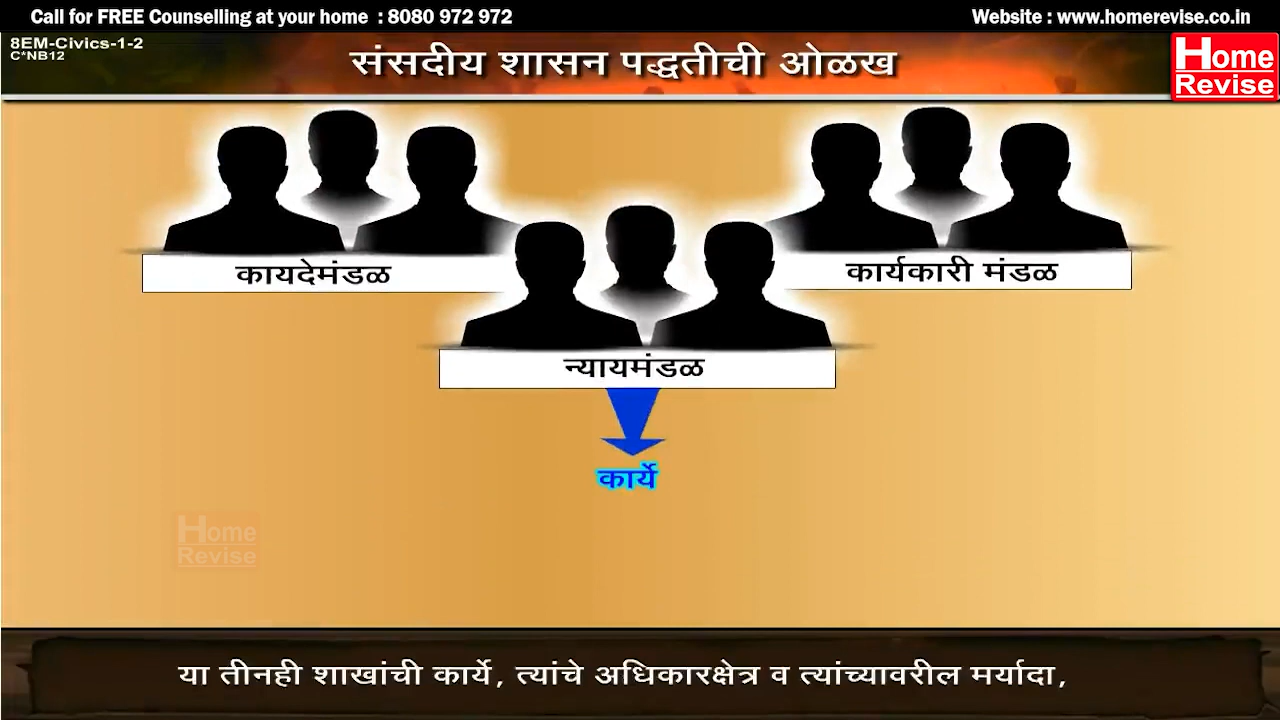 Call for FREE Counselling at your home : 8080 972 972
Website : www.homerevise.co.in
8EM-Civics-1-2
C*NB12
संसदीय शासन पद्धतीची ओळख
Home
Revise
कायदेमंडळ
कार्यकारी मंडळ
न्यायमंडळ
कार्ये
Home
Revise
या तीनही शाखांची कार्ये, त्यांचे अधिकारक्षेत्र व त्यांच्यावरील मर्यादा,